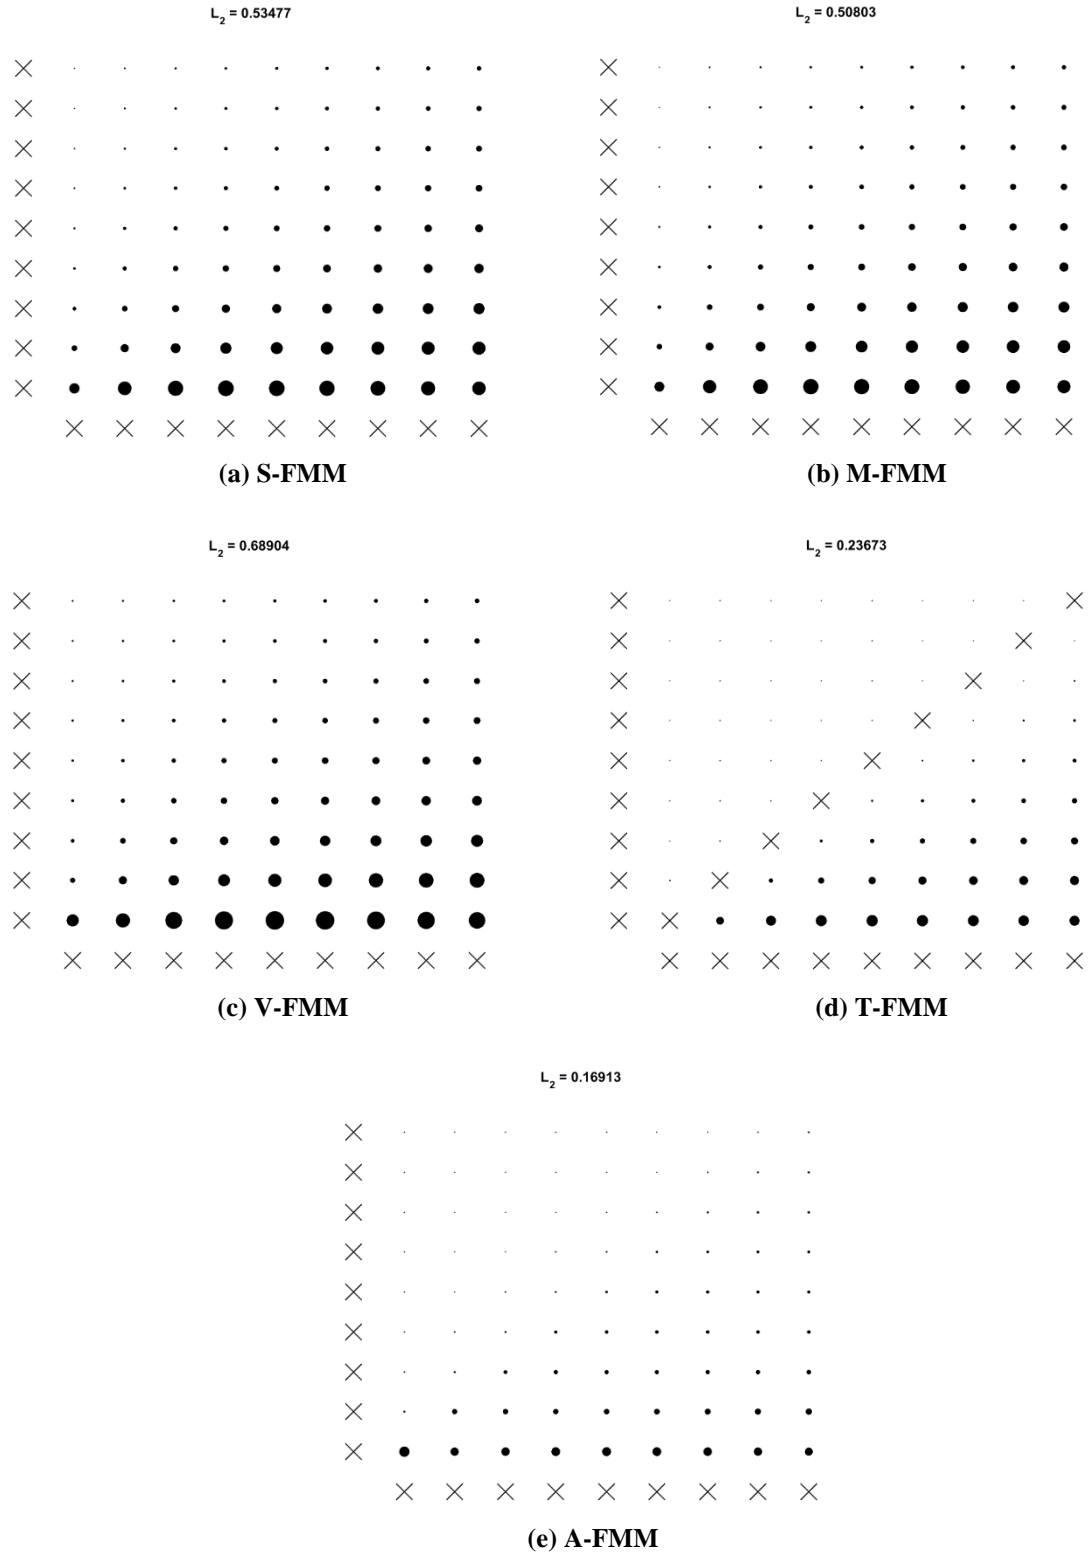 L2 = 0.53477
L2 = 0.50803
(a) S-FMM
(b) M-FMM
L2 = 0.68904
L2 = 0.23673
(c) V-FMM
(d) T-FMM
L2 = 0.16913
(e) A-FMM